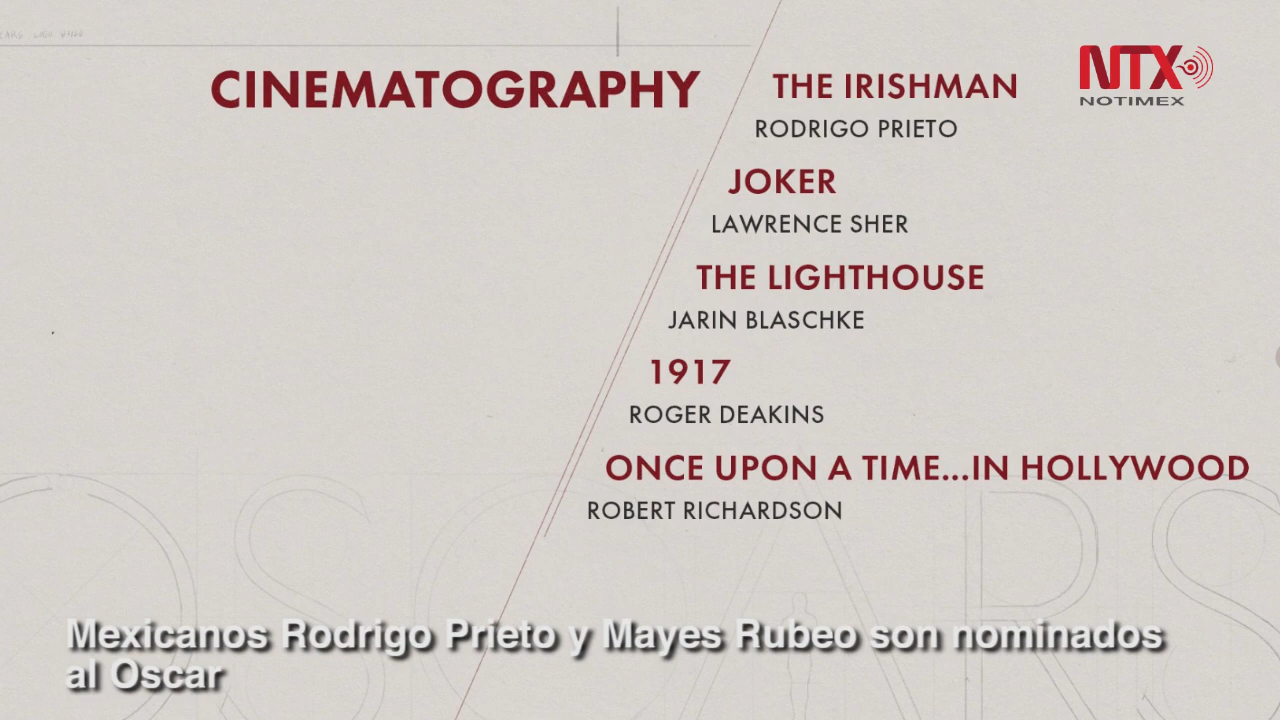 CINEMATOGRAPHY
THE IRISHMAN
RODRIGO PRIETO
JOKER
LAWRENCE SHER
THE LIGHTHOUSE
JARIN BLASCHKE
1917
ROGER DEAKINS
ONCE UPON A TIME...IN HOLLYWOOD
ROBERT RICHARDSON
NTX
NOTIMEX
OSCARS
Mexicanos Rodrigo Prieto y Mayes Rubeo son nominados
al Oscar